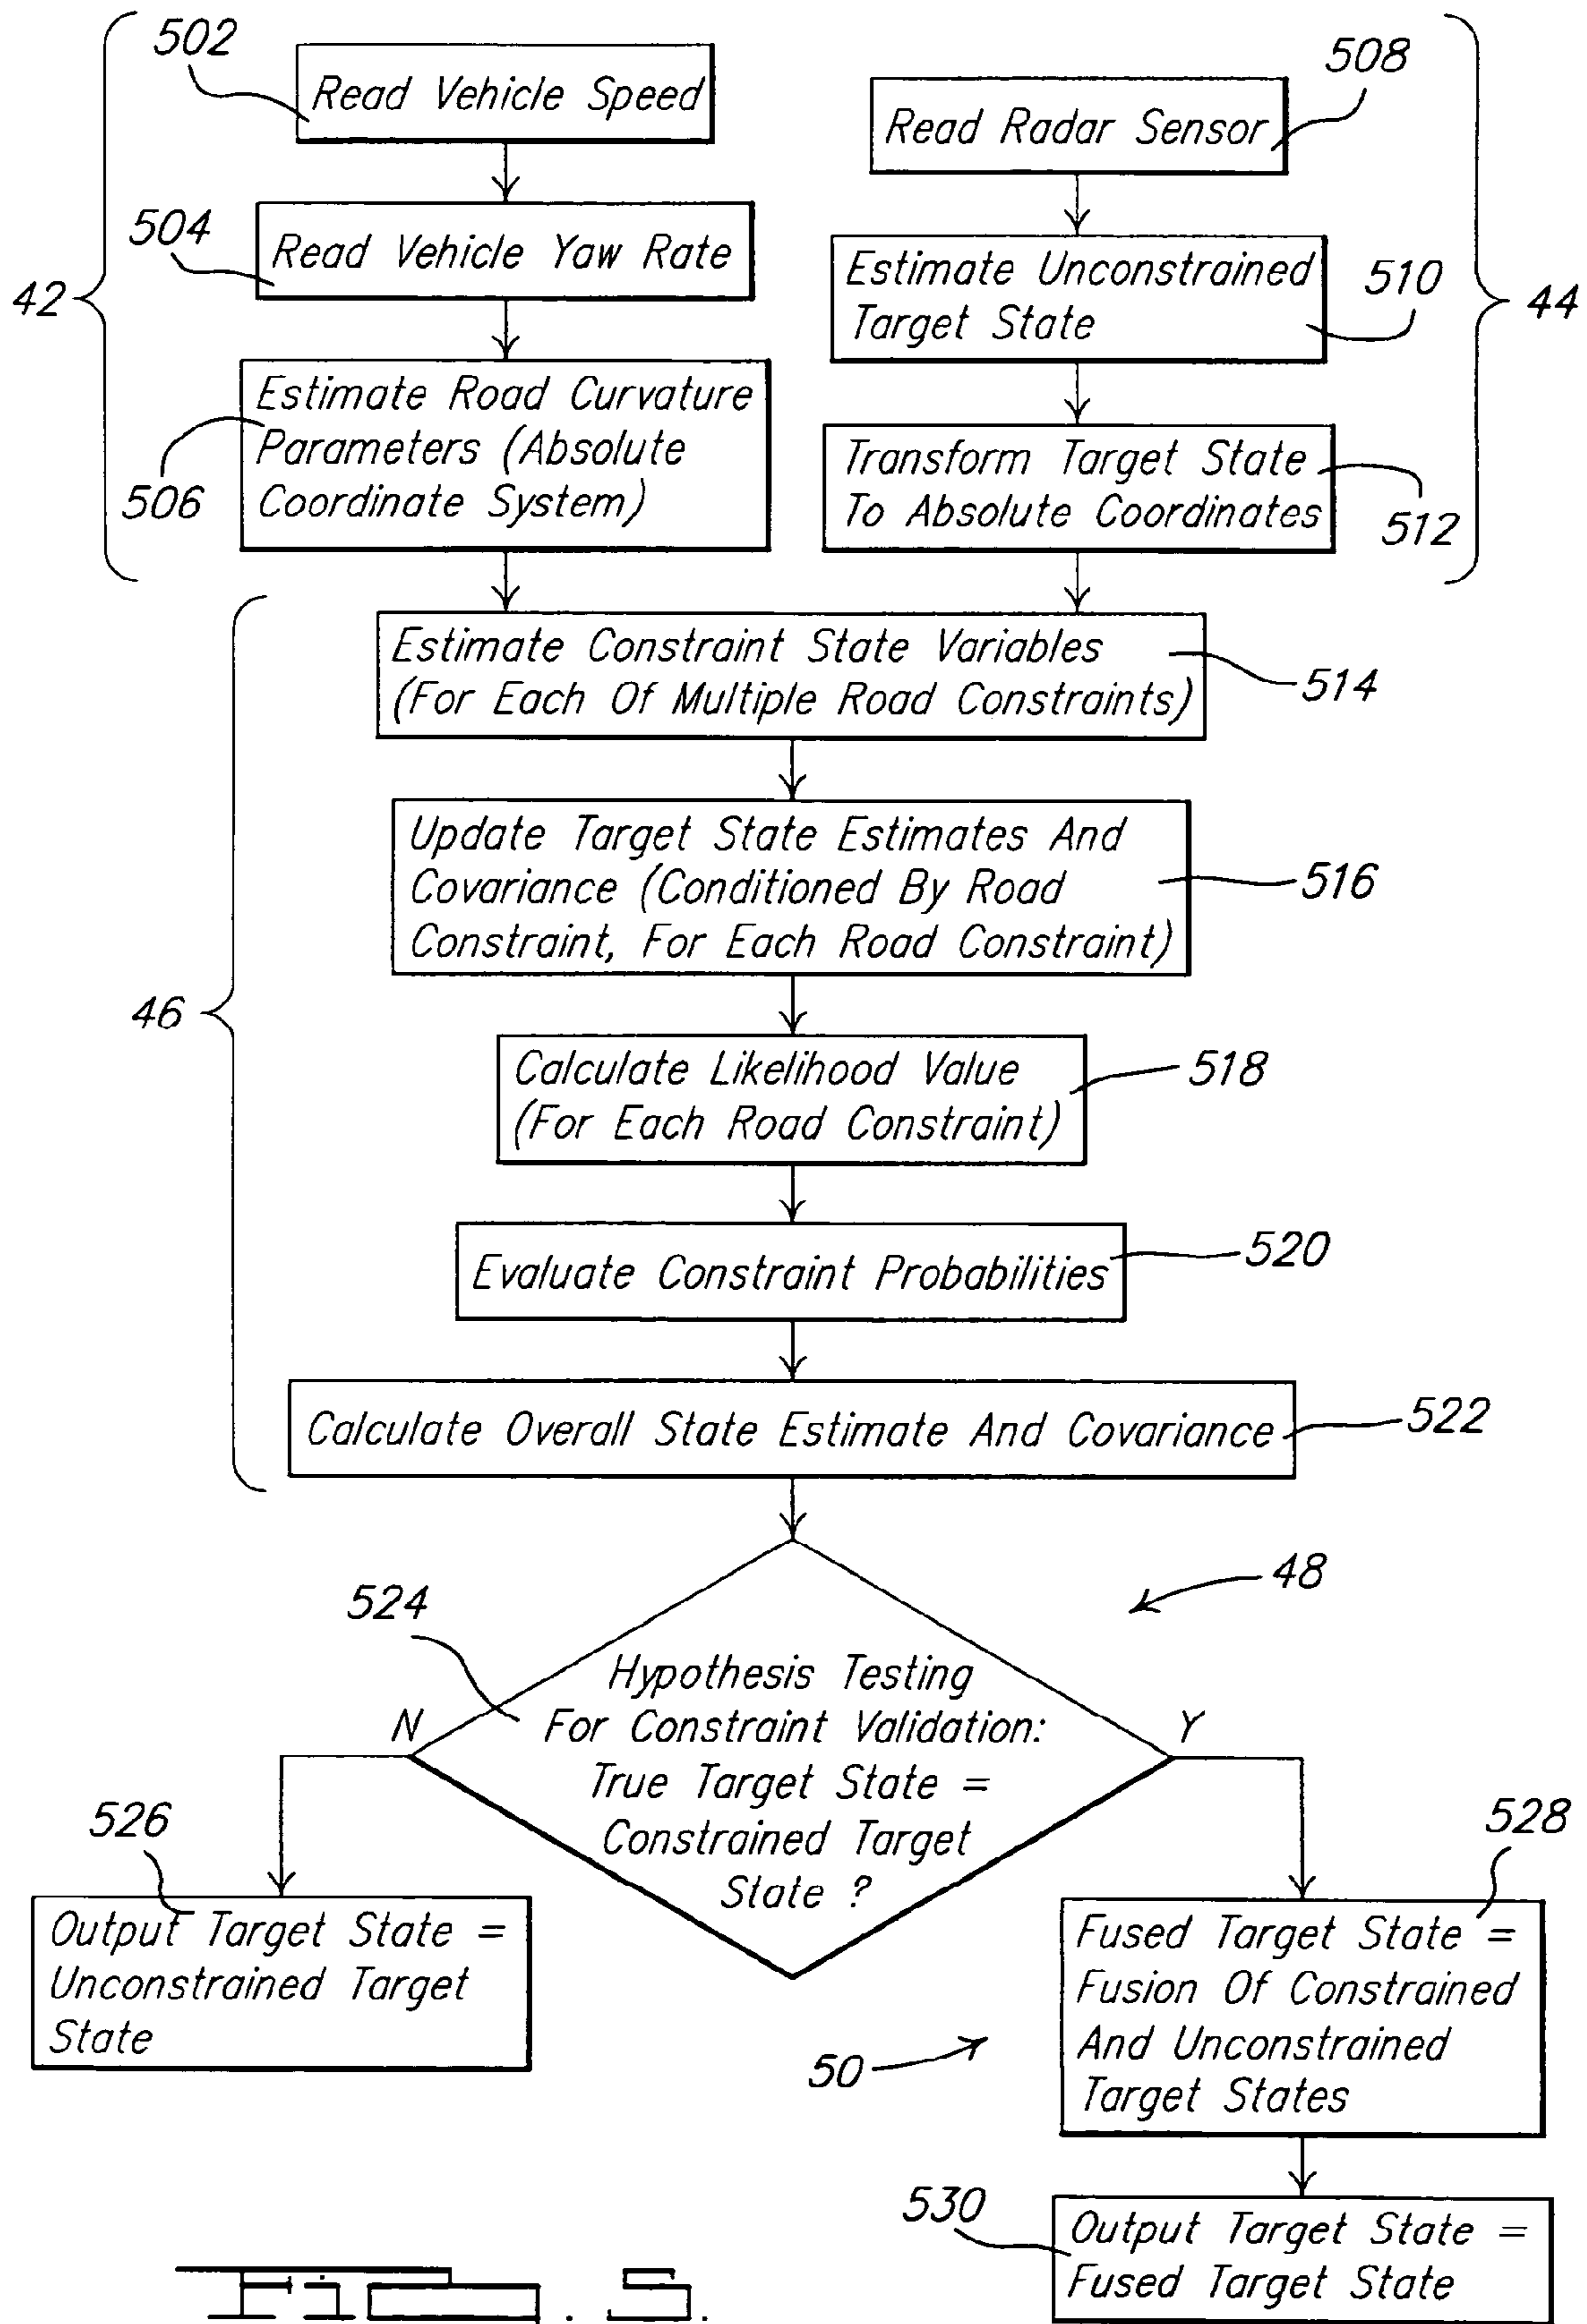 502
Read Vehicle Speed
508
Read Radar Sensor
504
Read Vehicle Yaw Rate
42
Estimate Unconstrained
Target State
510
44
506
Estimate Road Curvature
Parameters (Absolute
Coordinate System)
Transform Target State
To Absolute Coordinates
512
Estimate Constraint State Variables
(For Each Of Multiple Road Constraints)
514
Update Target State Estimates And
Covariance (Conditioned By Road
Constraint, For Each Road Constraint)
516
46
Calculate Likelihood Value
(For Each Road Constraint)
518
Evaluate Constraint Probabilities
520
Calculate Overall State Estimate And Covariance
522
48
524
Hypothesis Testing
For Constraint Validation:
True Target State =
Constrained Target
State ?
N
Y
526
Output Target State =
Unconstrained Target
State
528
Fused Target State =
Fusion Of Constrained
And Unconstrained
Target States
50
530
Output Target State =
Fused Target State